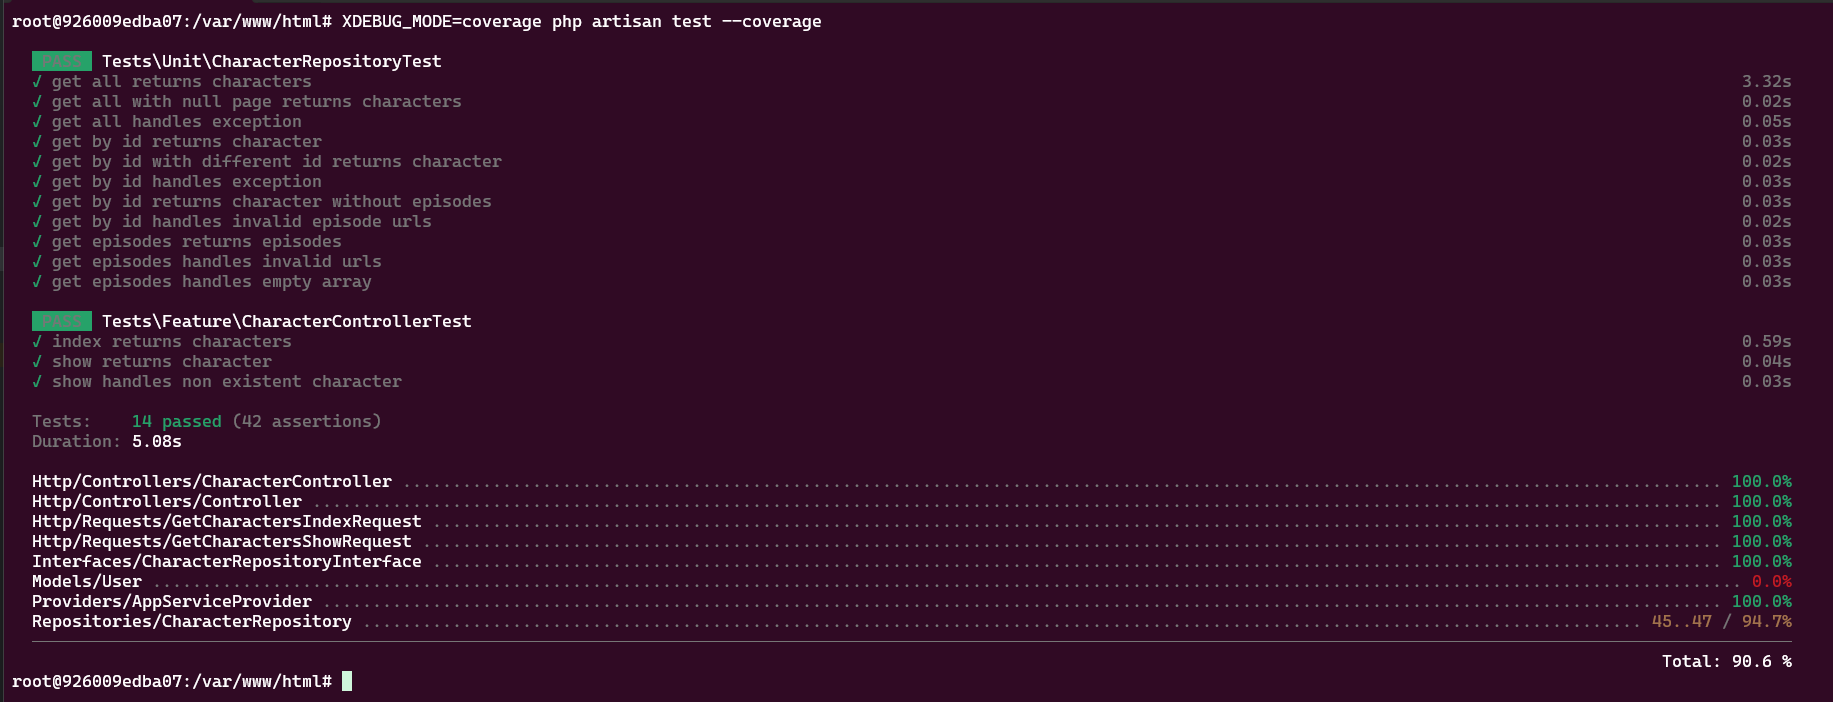 root@926009edba07:/var/www/html# XDEBUG_MODE=coverage php artisan test --coverage
PASS Tests\Unit\CharacterRepositoryTest
✓ get all returns characters 3.32s
✓ get all with null page returns characters 0.02s
✓ get all handles exception 0.05s
✓ get by id returns character 0.03s
✓ get by id with different id returns character 0.02s
✓ get by id handles exception 0.03s
✓ get by id returns character without episodes 0.03s
✓ get by id handles invalid episode urls 0.02s
✓ get episodes returns episodes 0.03s
✓ get episodes handles invalid urls 0.03s
✓ get episodes handles empty array 0.03s
PASS Tests\Feature\CharacterControllerTest
✓ index returns characters 0.59s
✓ show returns character 0.04s
✓ show handles non existent character 0.03s
Tests: 14 passed (42 assertions)
Duration: 5.08s
Http/Controllers/CharacterController ........ 100.0%
Http/Controllers/Controller ........ 100.0%
Http/Requests/GetCharactersIndexRequest ........ 100.0%
Http/Requests/GetCharactersShowRequest ........ 100.0%
Interfaces/CharacterRepositoryInterface ........ 100.0%
Models/User ........ 0.0%
Providers/AppServiceProvider ........ 100.0%
Repositories/CharacterRepository ........ 45..47 / 94.7%
Total: 90.6 %
root@926009edba07:/var/www/html#